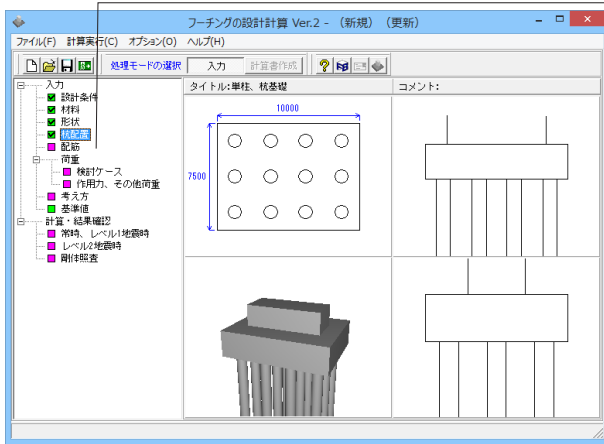 フーチングの設計計算 Ver.2 - （新規）（更新）
ファイル(F) 計算実行(C) オプション(O) ヘルプ(H)
処理モードの選択 入力 計算書作成
入力
設計条件
材料
形状
杭配置
配筋
荷重
検討ケース
作用力、その他荷重
考え方
基準値
計算・結果確認
常時、レベル1地震時
レベル2地震時
剛体照査
タイトル:単柱、杭基礎
コメント:
10000
7500